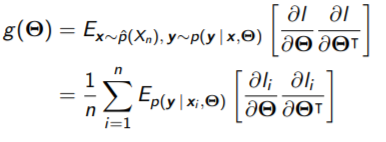 g(Θ) = E_{x∼p̂(X_n), y∼p(y | x,Θ)} [∂l/∂Θ ∂l/∂Θ^⊤]
= 1/n ∑_{i=1}^{n} E_{p(y | x_i,Θ)} [∂l_i/∂Θ ∂l_i/∂Θ^⊤]